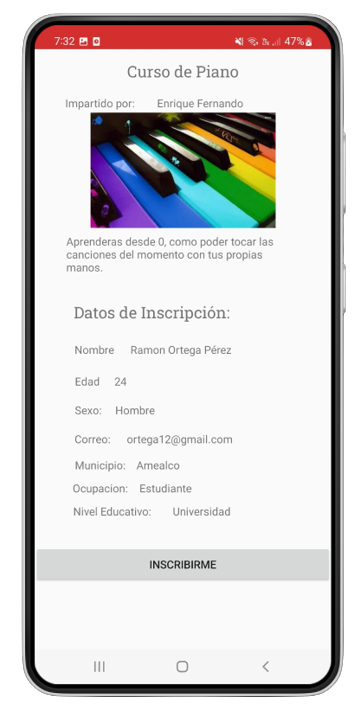 7:32 47%
Curso de Piano
Impartido por: Enrique Fernando
Aprenderas desde 0, como poder tocar las
canciones del momento con tus propias
manos.
Datos de Inscripción:
Nombre Ramon Ortega Pérez
Edad 24
Sexo: Hombre
Correo: ortega12@gmail.com
Municipio: Amealco
Ocupacion: Estudiante
Nivel Educativo: Universidad
INSCRIBIRME